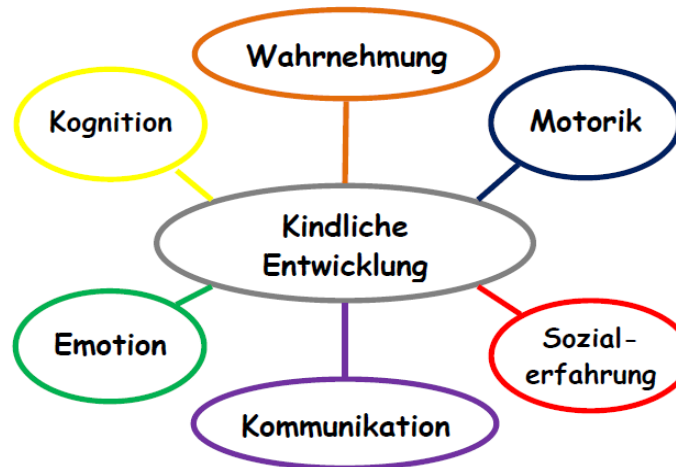 Wahrnehmung
Kognition
Motorik
Kindliche
Entwicklung
Emotion
Sozial-
erfahrung
Kommunikation